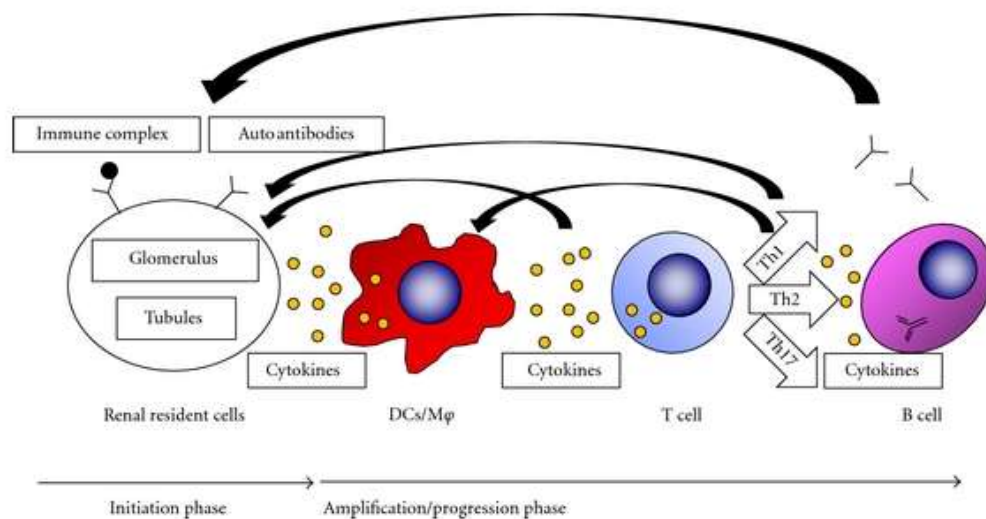 Immune complex
Auto antibodies
Glomerulus
Tubules
Th1
Th2
Th17
Cytokines
Cytokines
Cytokines
Renal resident cells
DCs/Mφ
T cell
B cell
Initiation phase
Amplification/progression phase